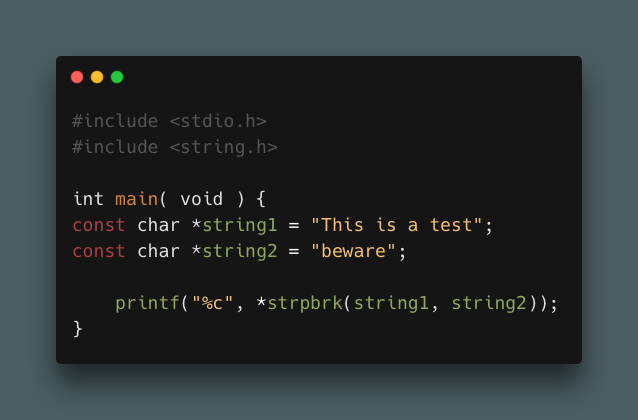 #include <stdio.h>
#include <string.h>
int main( void ) {
const char *string1 = "This is a test";
const char *string2 = "beware";
printf("%c", *strpbrk(string1, string2));
}